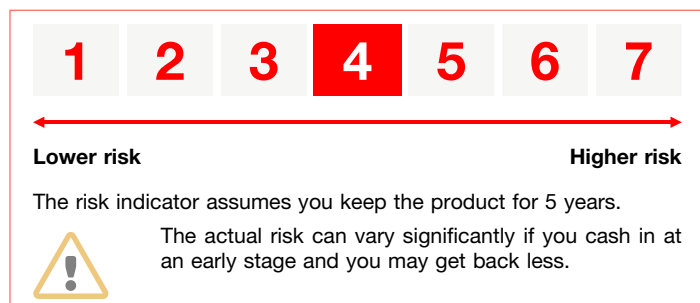 1 2 3 4 5 6 7
Lower risk Higher risk
The risk indicator assumes you keep the product for 5 years.
The actual risk can vary significantly if you cash in at
an early stage and you may get back less.